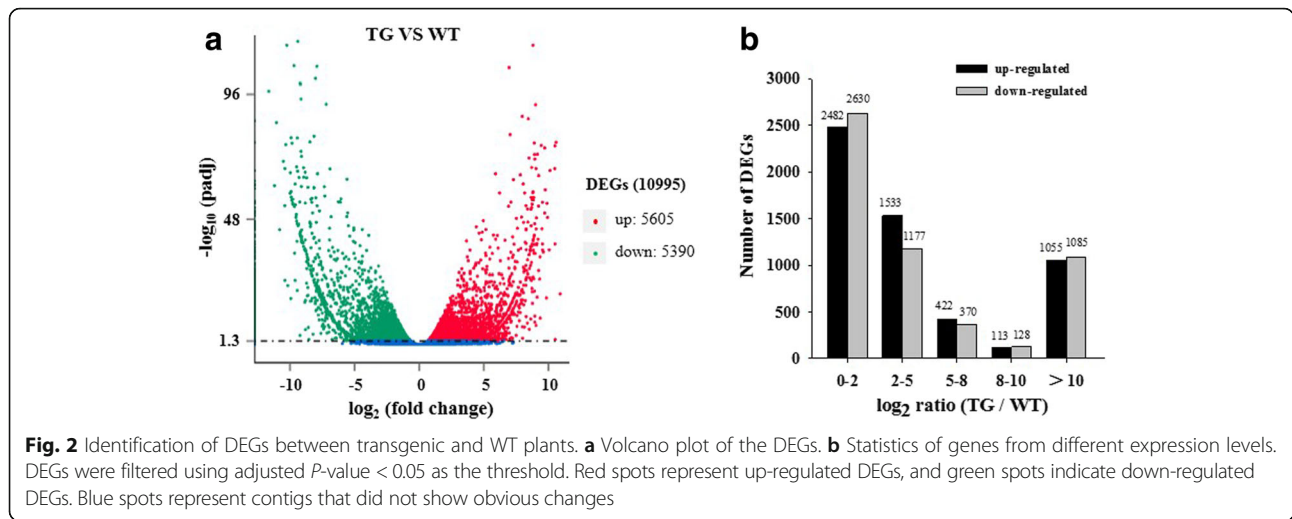 a
TG VS WT
96
48
1.3
-log10 (padj)
-10 -5 0 5 10
log2 (fold change)
DEGs (10995)
up: 5605
down: 5390
b
up-regulated
down-regulated
3000
2500
2000
1500
1000
500
0
Number of DEGs
2482 2630
1533 1177
422 370
113 128
1055 1085
0-2 2-5 5-8 8-10 >10
log2 ratio (TG / WT)
Fig. 2 Identification of DEGs between transgenic and WT plants. a Volcano plot of the DEGs. b Statistics of genes from different expression levels.
DEGs were filtered using adjusted P-value < 0.05 as the threshold. Red spots represent up-regulated DEGs, and green spots indicate down-regulated
DEGs. Blue spots represent contigs that did not show obvious changes